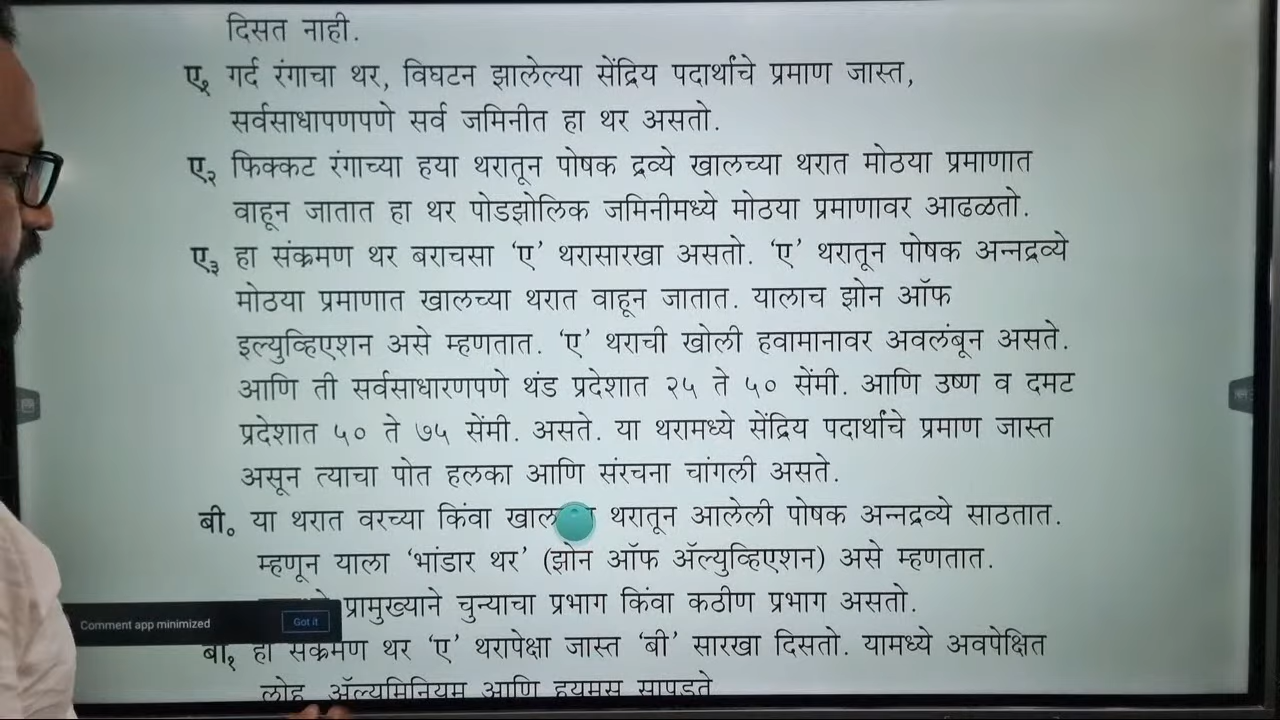 दिसत नाही.
ए१ गर्द रंगाचा थर, विघटन झालेल्या सेंद्रिय पदार्थांचे प्रमाण जास्त,
सर्वसाधापणपणे सर्व जमिनीत हा थर असतो.
ए२ फिक्कट रंगाच्या हया थरातून पोषक द्रव्ये खालच्या थरात मोठया प्रमाणात
वाहून जातात हा थर पोडझोलिक जमिनीमध्ये मोठया प्रमाणावर आढळतो.
ए३ हा संक्रमण थर बराचसा 'ए' थरासारखा असतो. 'ए' थरातून पोषक अन्नद्रव्ये
मोठया प्रमाणात खालच्या थरात वाहून जातात. यालाच झोन ऑफ
इल्युव्हिएशन असे म्हणतात. 'ए' थराची खोली हवामानावर अवलंबून असते.
आणि ती सर्वसाधारणपणे थंड प्रदेशात २५ ते ५० सेंमी. आणि उष्ण व दमट
प्रदेशात ५० ते ७५ सेंमी. असते. या थरामध्ये सेंद्रिय पदार्थांचे प्रमाण जास्त
असून त्याचा पोत हलका आणि संरचना चांगली असते.
बी० या थरात वरच्या किंवा थरातून आलेली पोषक अन्नद्रव्ये साठतात.
म्हणून याला 'भांडार थर' (झोन ऑफ ॲल्युव्हिएशन) असे म्हणतात.
प्रामुख्याने चुन्याचा प्रभाग किंवा कठीण प्रभाग असतो.
Comment app minimized Got it
बी१ हा संक्रमण थर 'ए' थरापेक्षा जास्त 'बी' सारखा दिसतो. यामध्ये अवपेक्षित
लोह, ॲल्युमिनियम आणि हयुमस सापडते